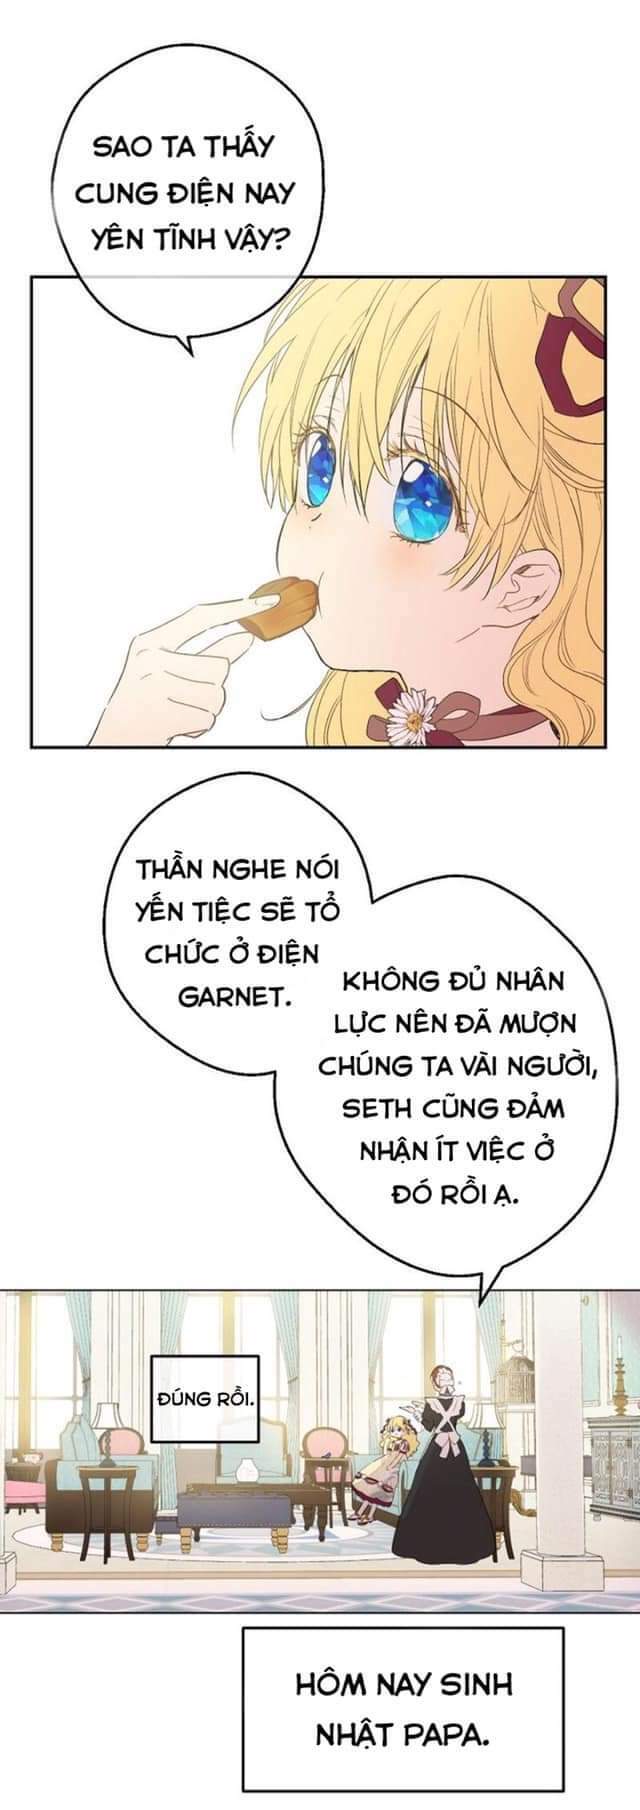 SAO TA THẤY
CUNG ĐIỆN NAY
YÊN TĨNH VẬY?
THẦN NGHE NÓI
YẾN TIỆC SẼ TỔ
CHỨC Ở ĐIỆN
GARNET.
KHÔNG ĐỦ NHÂN
LỰC NÊN ĐÃ MƯỢN
CHÚNG TA VÀI NGƯỜI,
SETH CŨNG ĐẢM
NHẬN ÍT VIỆC Ở
ĐÓ RỒI Ạ.
ĐÚNG RỒI.
HÔM NAY SINH
NHẬT PAPA.